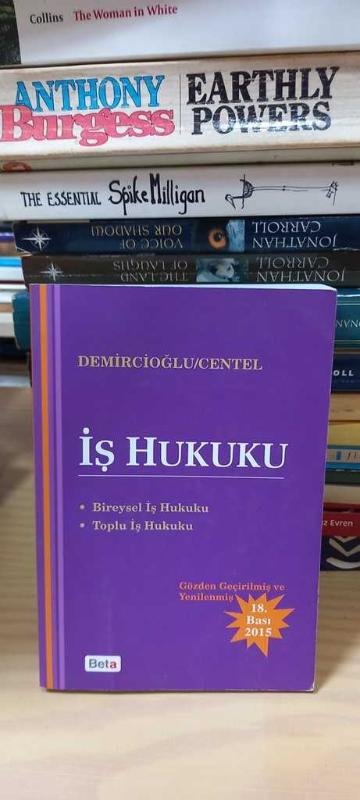 Collins The Woman in White
ANTHONY Burgess EARTHLY POWERS
THE ESSENTIAL Spike Milligan
VOICE OF OUR SHADOW JONATHAN CARROLL
THE LAND OF LAUGHS JONATHAN CARROLL
DEMİRCİOĞLU/CENTEL
İŞ HUKUKU
• Bireysel İş Hukuku
• Toplu İş Hukuku
Gözden Geçirilmiş ve
Yenilenmiş
18.
Bası
2015
Beta
Evren